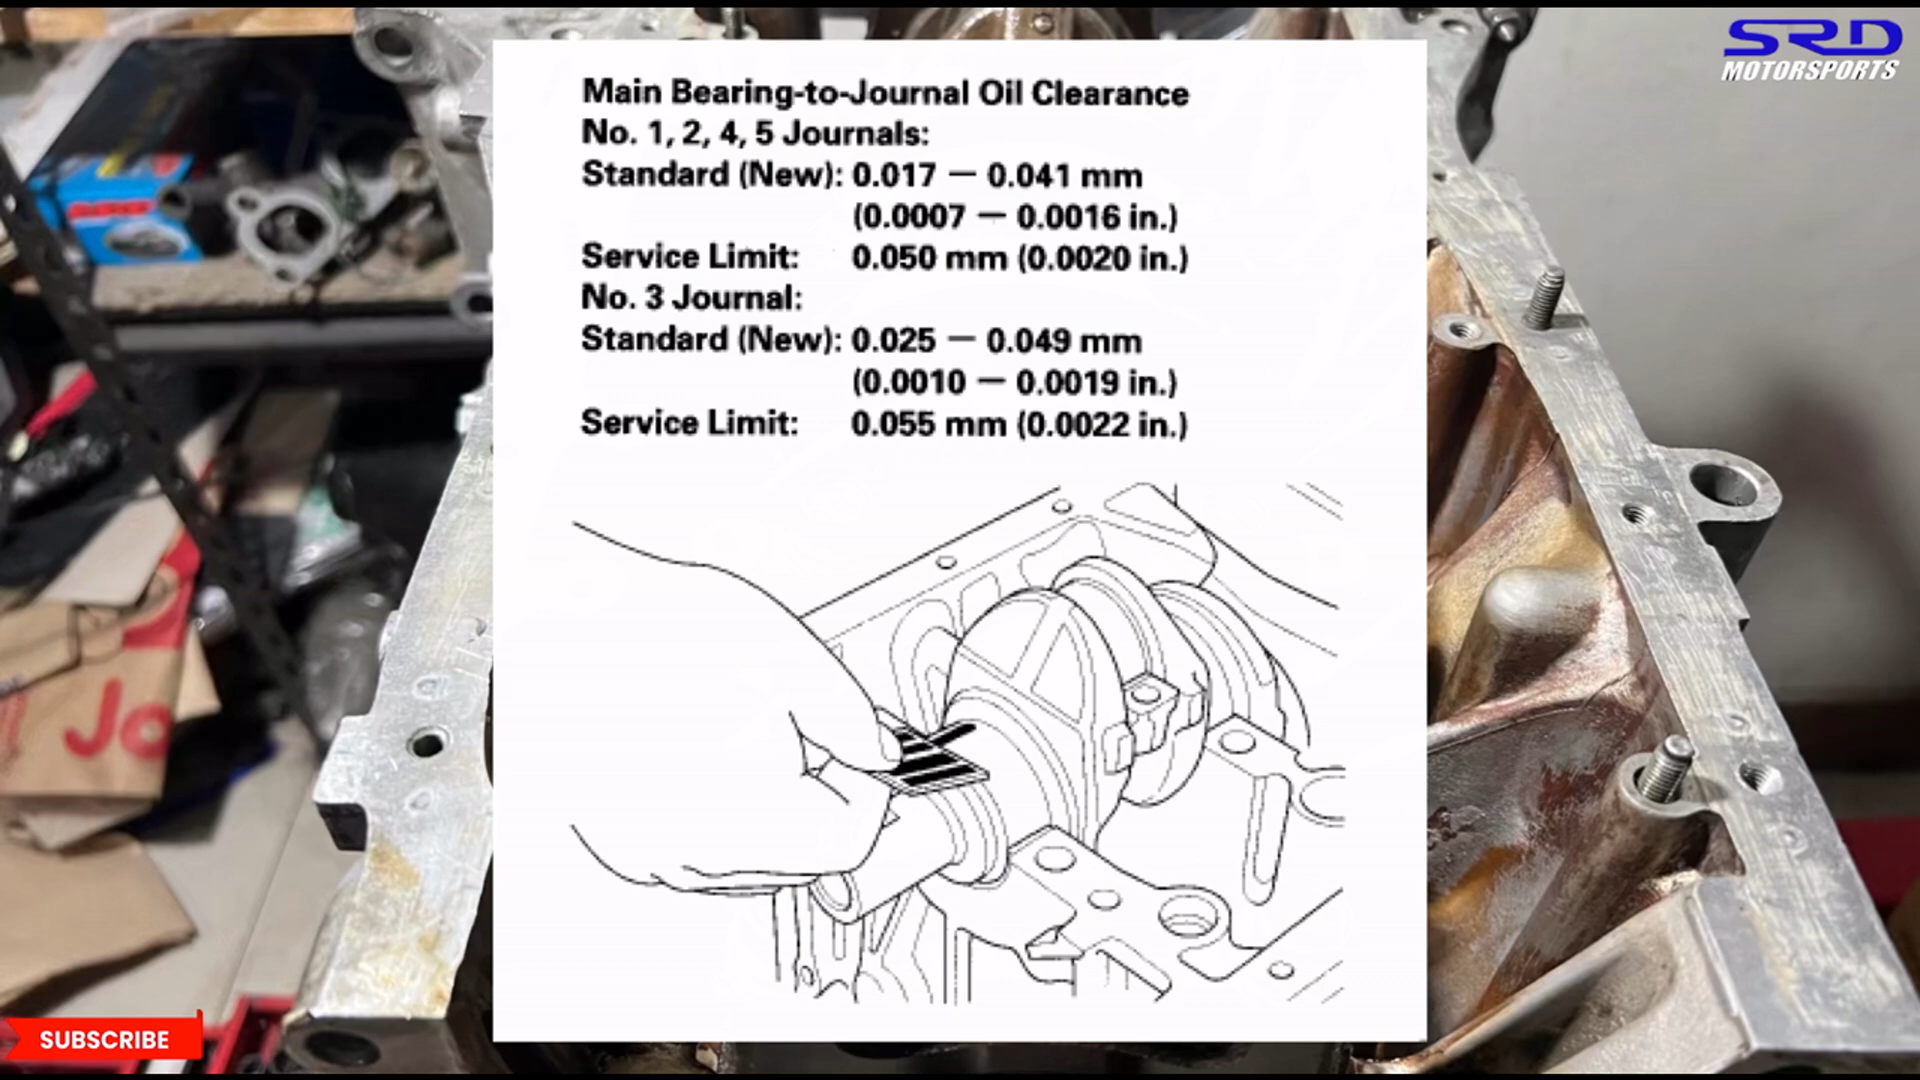 SRD
MOTORSPORTS
Main Bearing-to-Journal Oil Clearance
No. 1, 2, 4, 5 Journals:
Standard (New): 0.017 — 0.041 mm
(0.0007 — 0.0016 in.)
Service Limit: 0.050 mm (0.0020 in.)
No. 3 Journal:
Standard (New): 0.025 — 0.049 mm
(0.0010 — 0.0019 in.)
Service Limit: 0.055 mm (0.0022 in.)
Jo
SUBSCRIBE